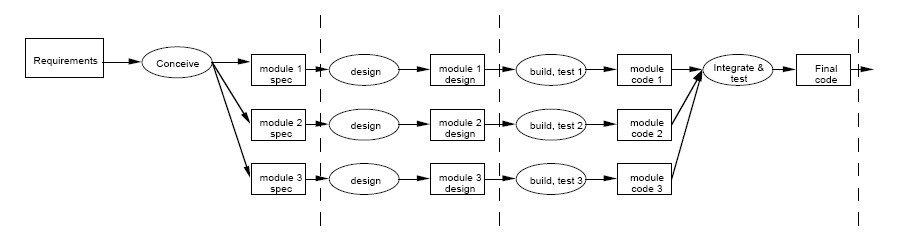 Requirements
Conceive
module 1
spec
design
module 1
design
build, test 1
module
code 1
Integrate &
test
Final
code
module 2
spec
design
module 2
design
build, test 2
module
code 2
module 3
spec
design
module 3
design
build, test 3
module
code 3